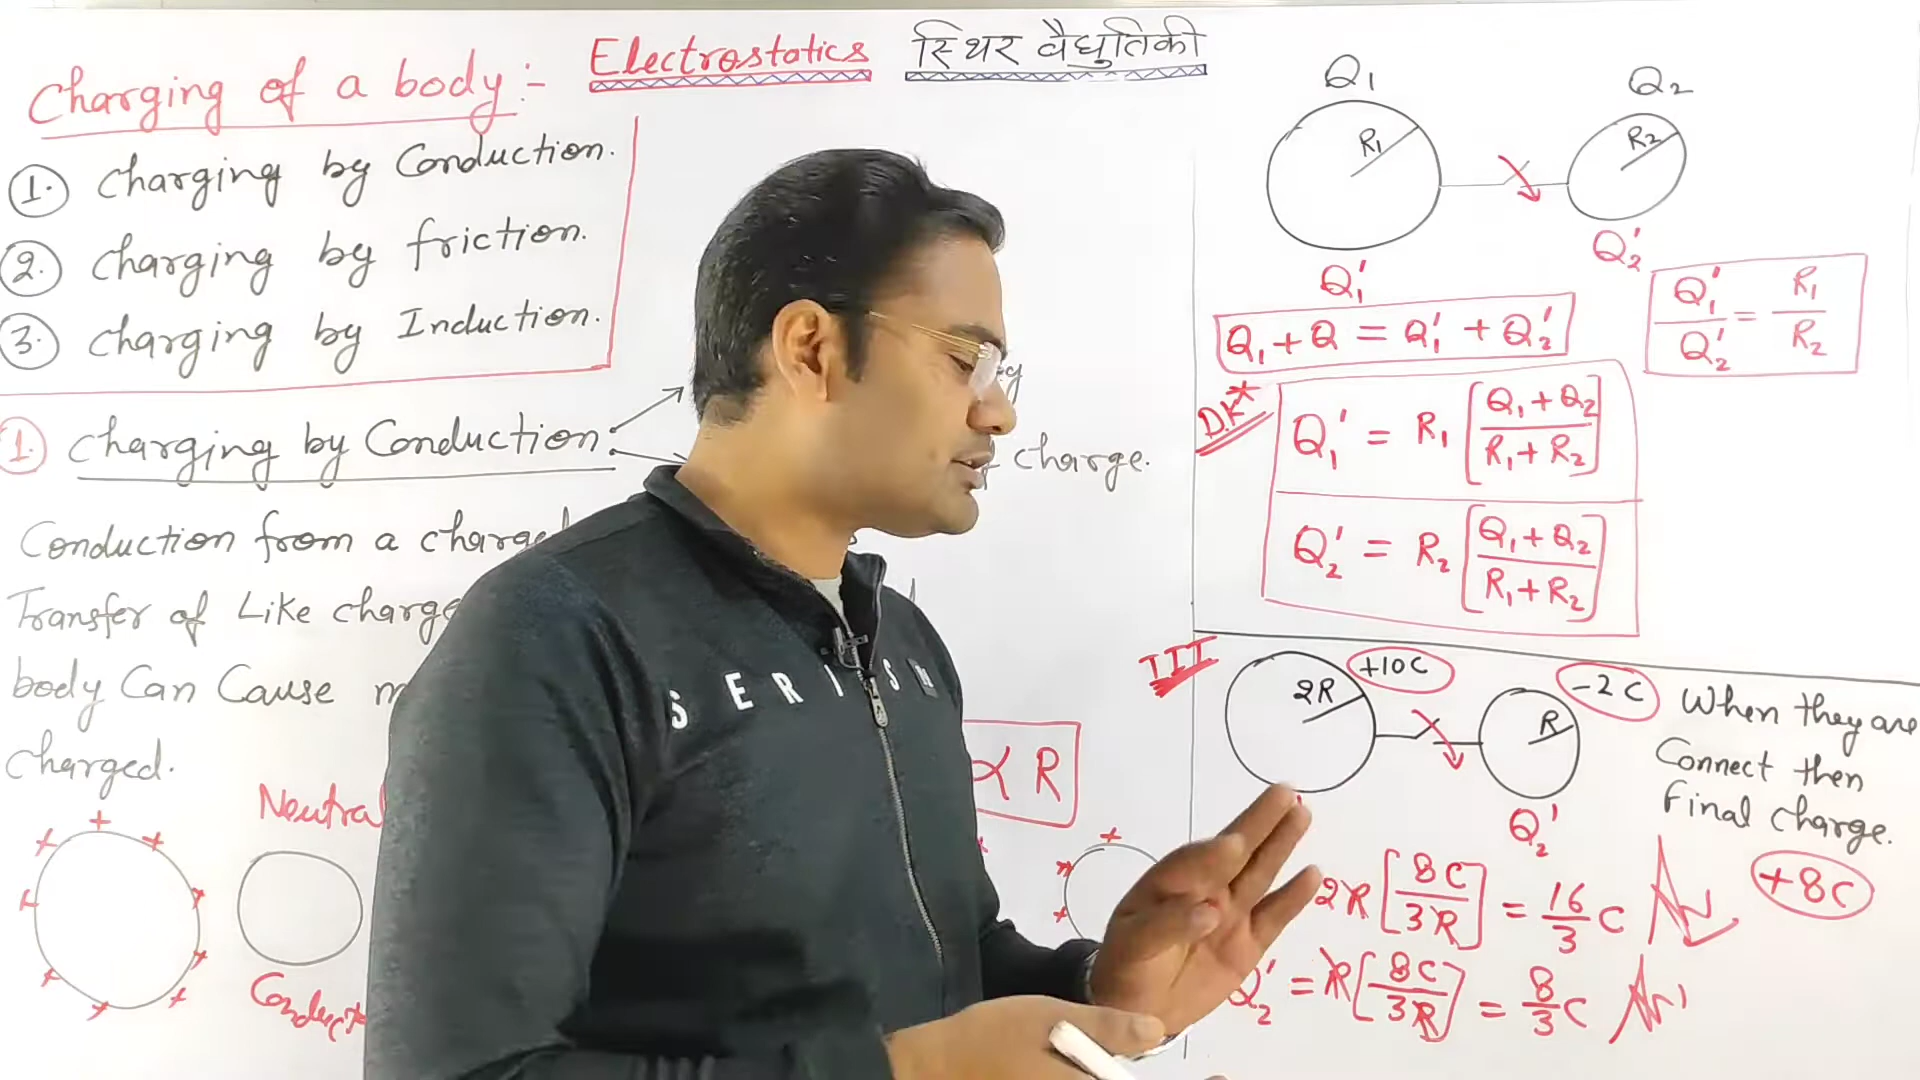 Electrostatics स्थिर वैद्युतिकी
Charging of a body :-
1. Charging by Conduction.
2. Charging by friction.
3. Charging by Induction.
1. Charging by Conduction
charge.
Conduction from a
Transfer of Like
body Can Cause
Charged.
Neutral
∝ R
SERI
Q1 Q2
R1 R2
Q1' Q2'
Q1 + Q = Q1' + Q2'
Q1'/Q2' = R1/R2
D.K*
Q1' = R1 [(Q1 + Q2)/(R1 + R2)]
Q2' = R2 [(Q1 + Q2)/(R1 + R2)]
III
2R +10C R -2C
When they are
Connect then
Final charge.
Q2'
+8C
2R [8C/3R] = 16/3 C
Q2' = R [8C/3R] = 8/3 C